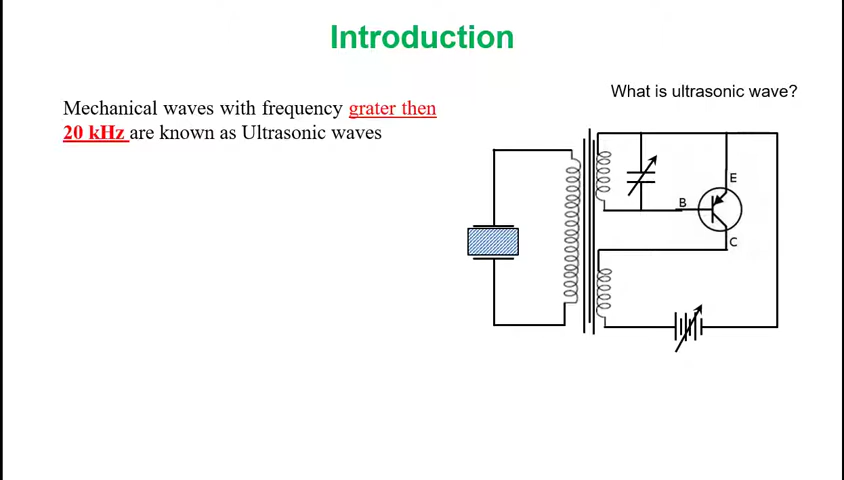 Introduction
What is ultrasonic wave?
Mechanical waves with frequency grater then
20 kHz are known as Ultrasonic waves
E
B
C